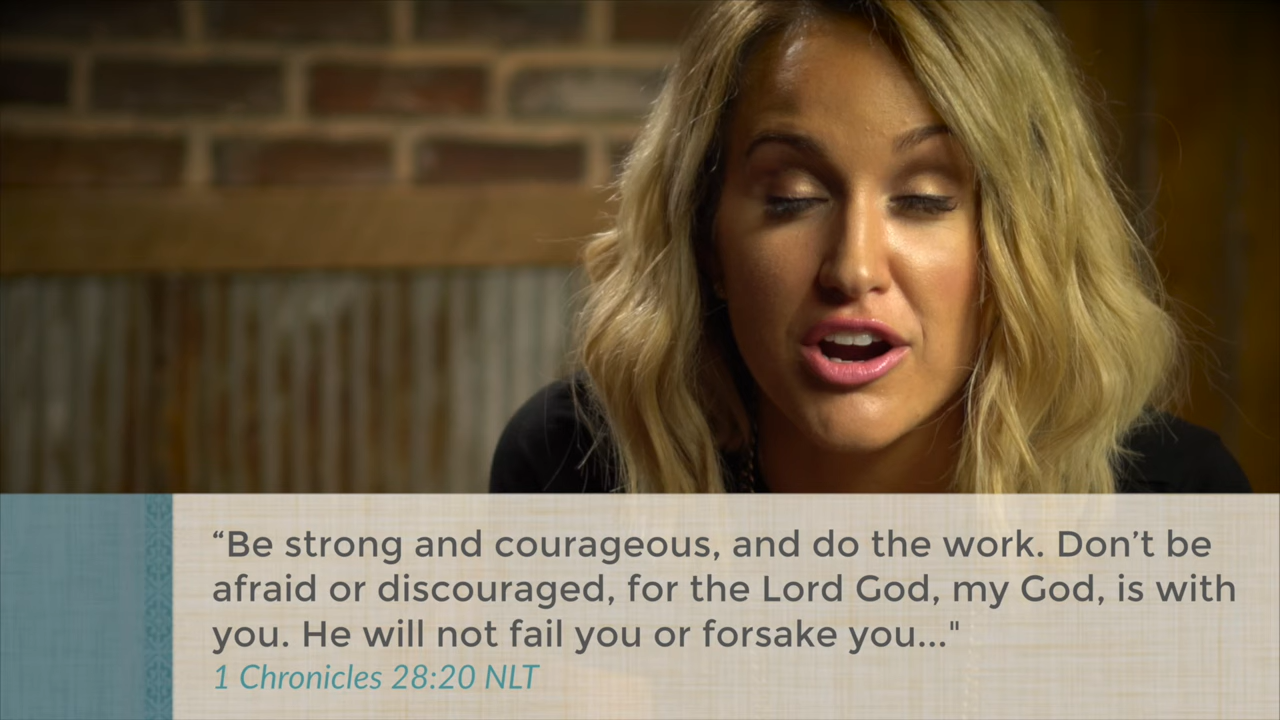 “Be strong and courageous, and do the work. Don’t be
afraid or discouraged, for the Lord God, my God, is with
you. He will not fail you or forsake you..."
1 Chronicles 28:20 NLT